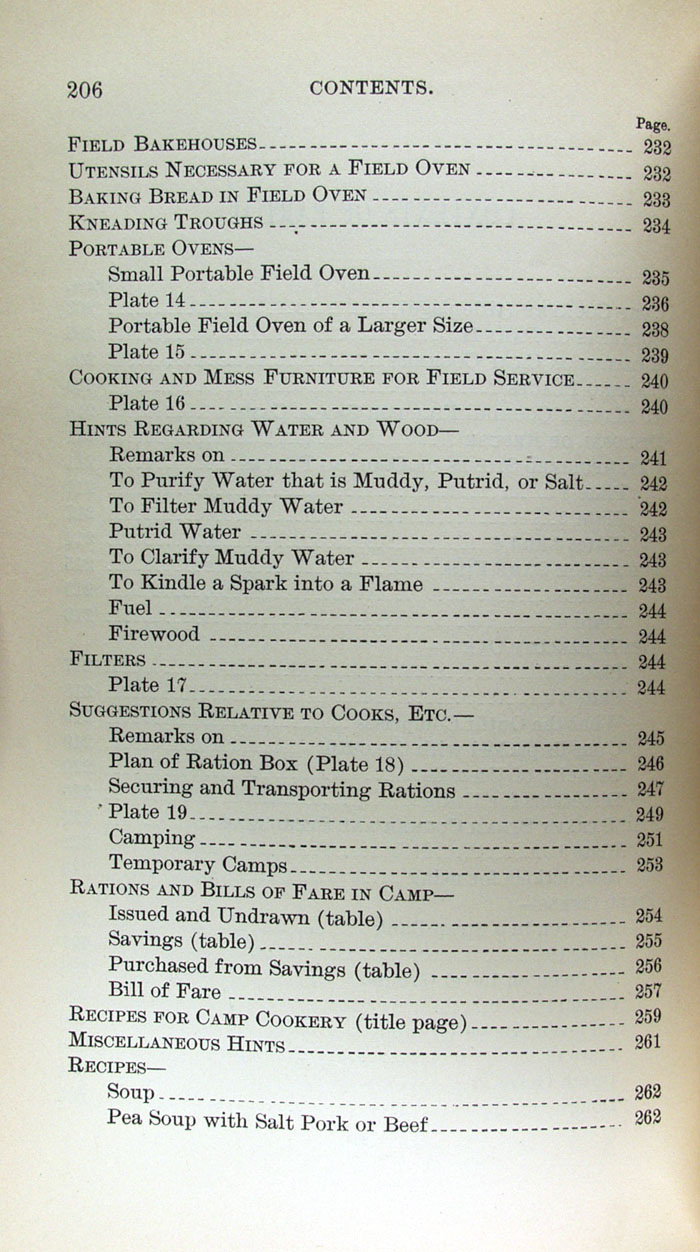 206 CONTENTS.
Page.
FIELD BAKEHOUSES 232
UTENSILS NECESSARY FOR A FIELD OVEN 232
BAKING BREAD IN FIELD OVEN 233
KNEADING TROUGHS 234
PORTABLE OVENS—
Small Portable Field Oven 235
Plate 14 236
Portable Field Oven of a Larger Size 238
Plate 15 239
COOKING AND MESS FURNITURE FOR FIELD SERVICE 240
Plate 16 240
HINTS REGARDING WATER AND WOOD—
Remarks on 241
To Purify Water that is Muddy, Putrid, or Salt 242
To Filter Muddy Water 242
Putrid Water 243
To Clarify Muddy Water 243
To Kindle a Spark into a Flame 243
Fuel 244
Firewood 244
FILTERS 244
Plate 17 244
SUGGESTIONS RELATIVE TO COOKS, ETC.—
Remarks on 245
Plan of Ration Box (Plate 18) 246
Securing and Transporting Rations 247
Plate 19 249
Camping 251
Temporary Camps 253
RATIONS AND BILLS OF FARE IN CAMP—
Issued and Undrawn (table) 254
Savings (table) 255
Purchased from Savings (table) 256
Bill of Fare 257
RECIPES FOR CAMP COOKERY (title page) 259
MISCELLANEOUS HINTS 261
RECIPES—
Soup 262
Pea Soup with Salt Pork or Beef 262